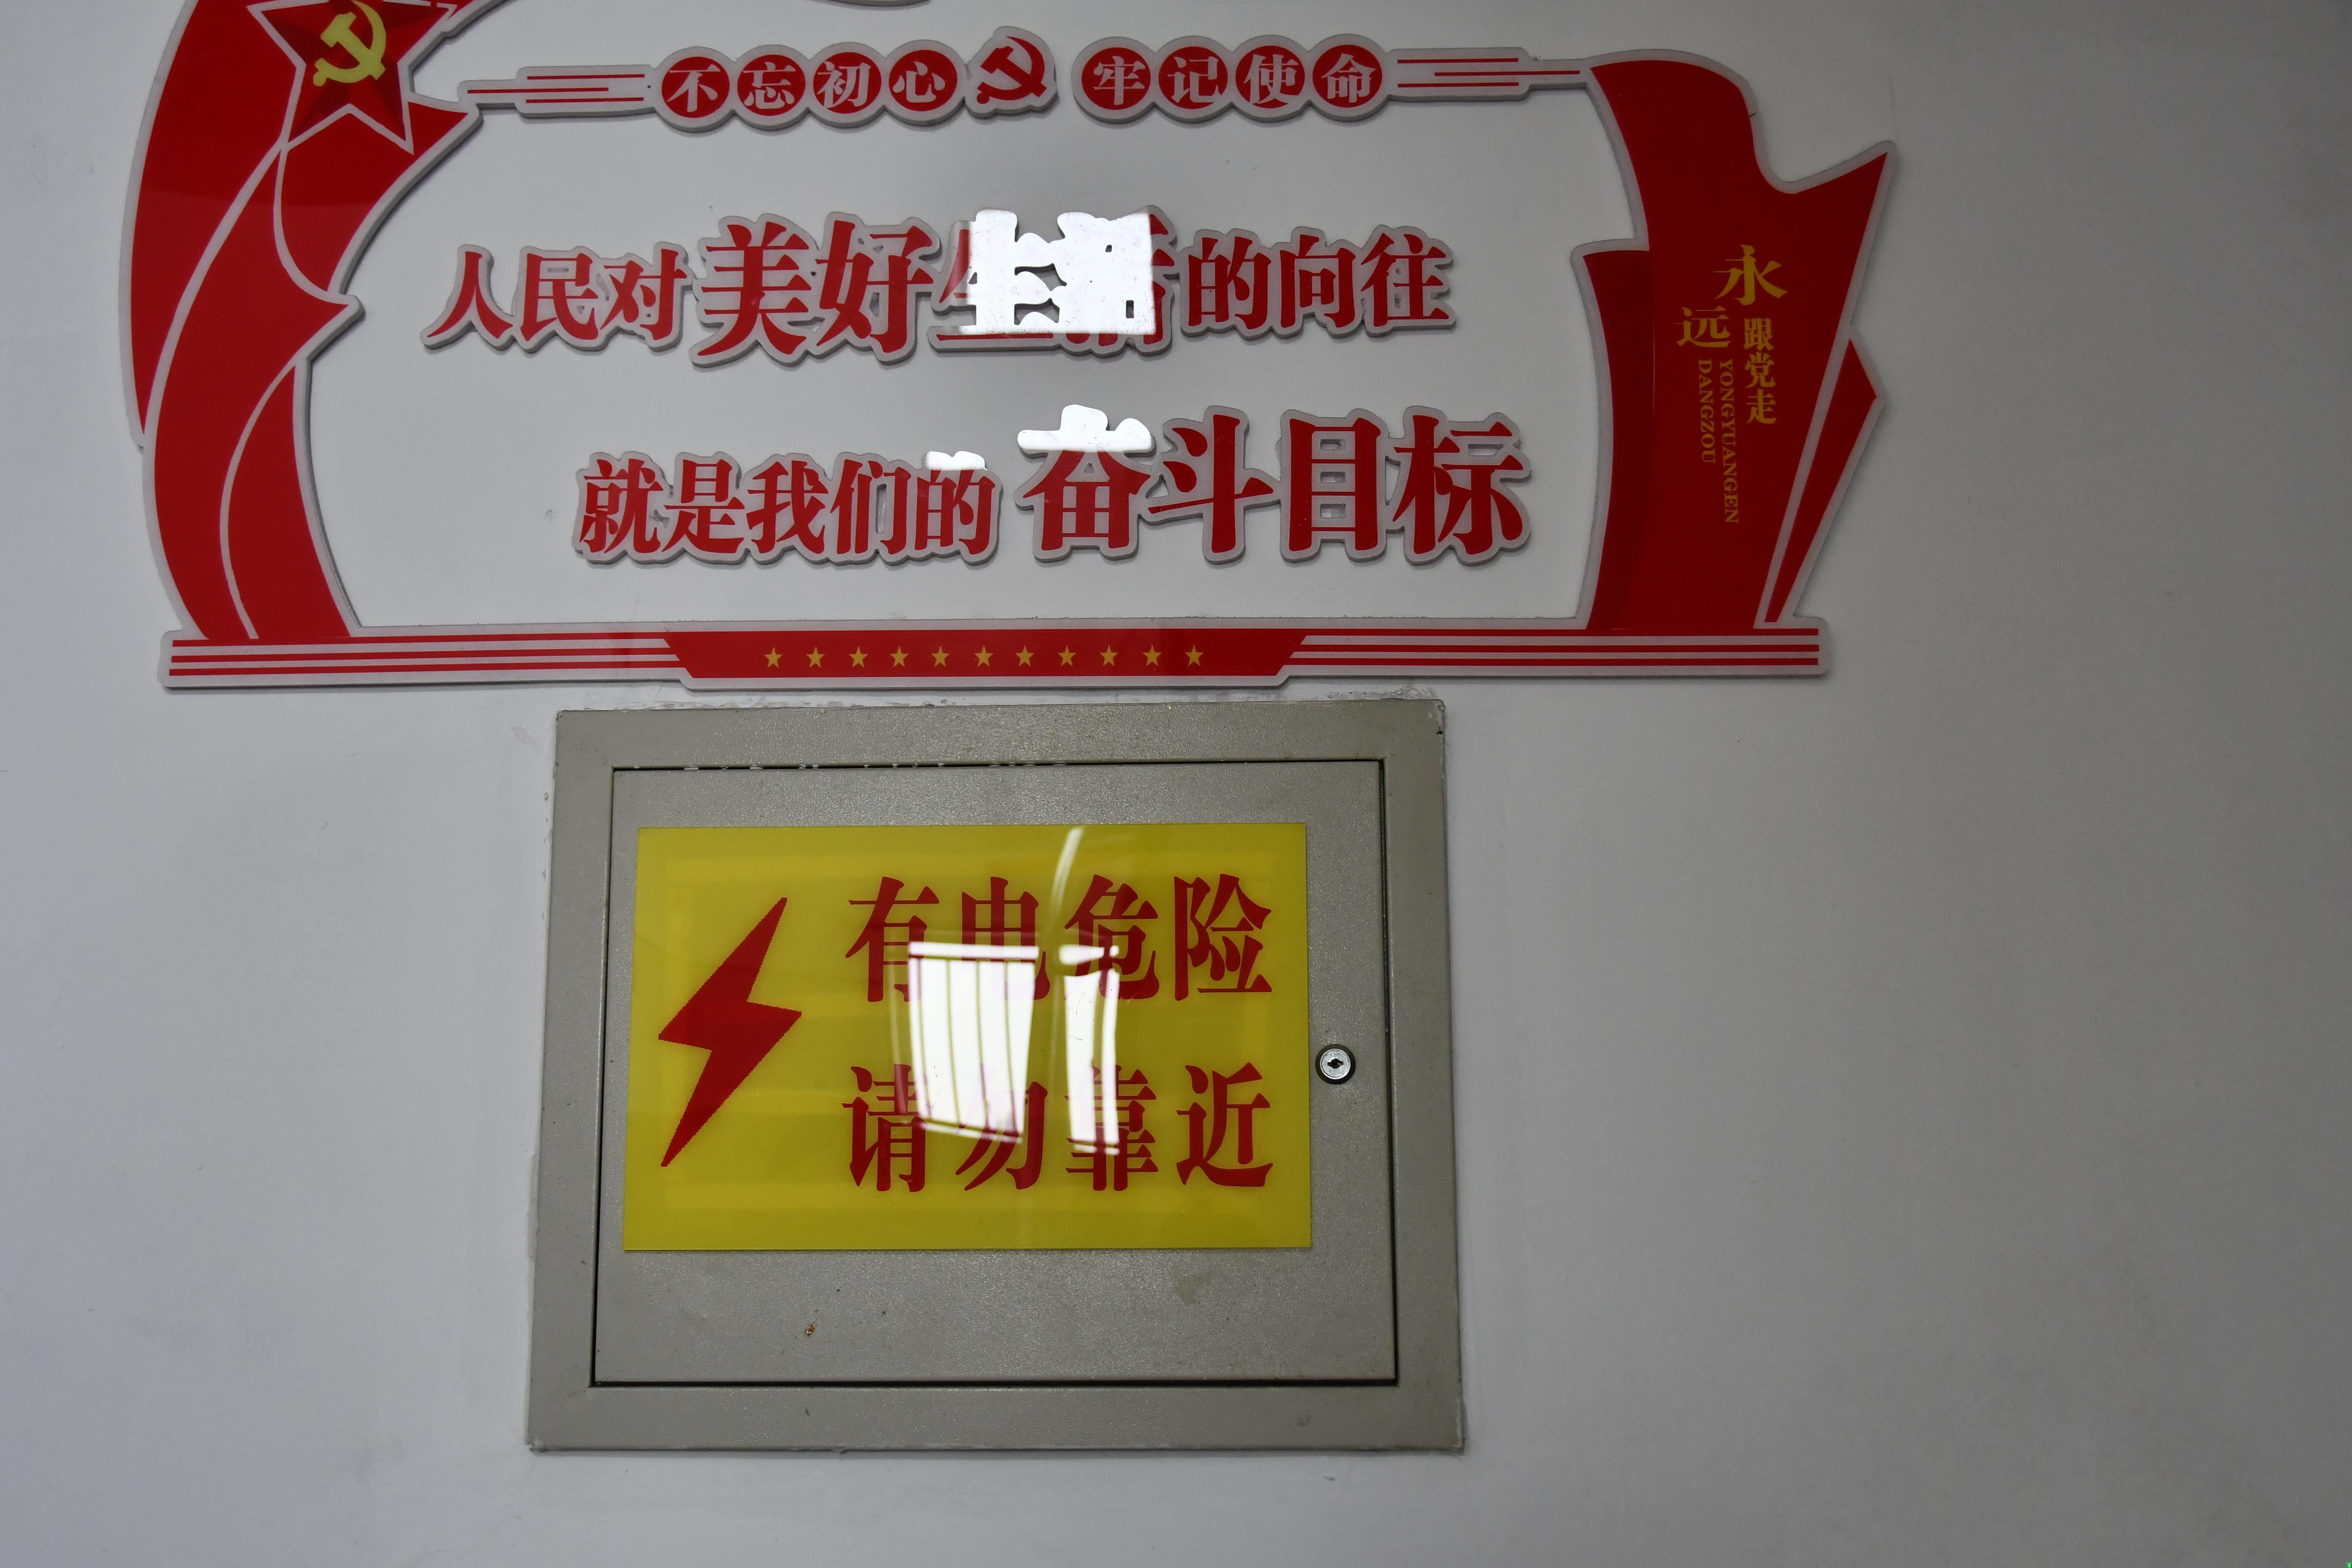 不忘初心 牢记使命
人民对美好生活的向往
就是我们的奋斗目标
永远
跟党走
YONGYUANGEN
DANGZOU
有电危险
请勿靠近